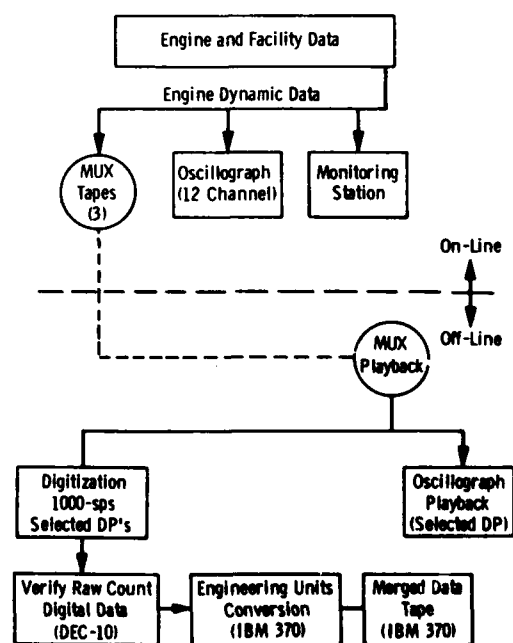 Engine and Facility Data
Engine Dynamic Data
MUX
Tapes
(3)
Oscillograph
(12 Channel)
Monitoring
Station
On-Line
Off-Line
MUX
Playback
Digitization
1000-sps
Selected DP's
Oscillograph
Playback
(Selected DP)
Verify Raw Count
Digital Data
(DEC-10)
Engineering Units
Conversion
(IBM 370)
Merged Data
Tape
(IBM 370)